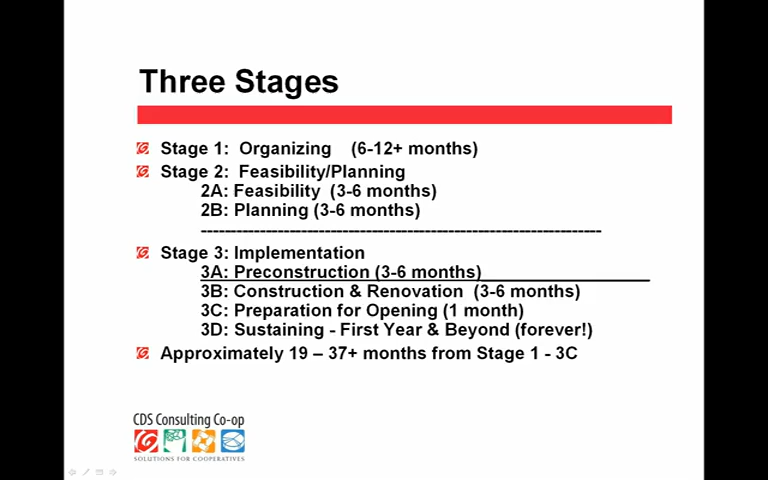 Three Stages
Stage 1: Organizing (6-12+ months)
Stage 2: Feasibility/Planning
2A: Feasibility (3-6 months)
2B: Planning (3-6 months)
--------------------------------------------------------------------
Stage 3: Implementation
3A: Preconstruction (3-6 months)
3B: Construction & Renovation (3-6 months)
3C: Preparation for Opening (1 month)
3D: Sustaining - First Year & Beyond (forever!)
Approximately 19 – 37+ months from Stage 1 - 3C
CDS Consulting Co-op
SOLUTIONS FOR COOPERATIVES